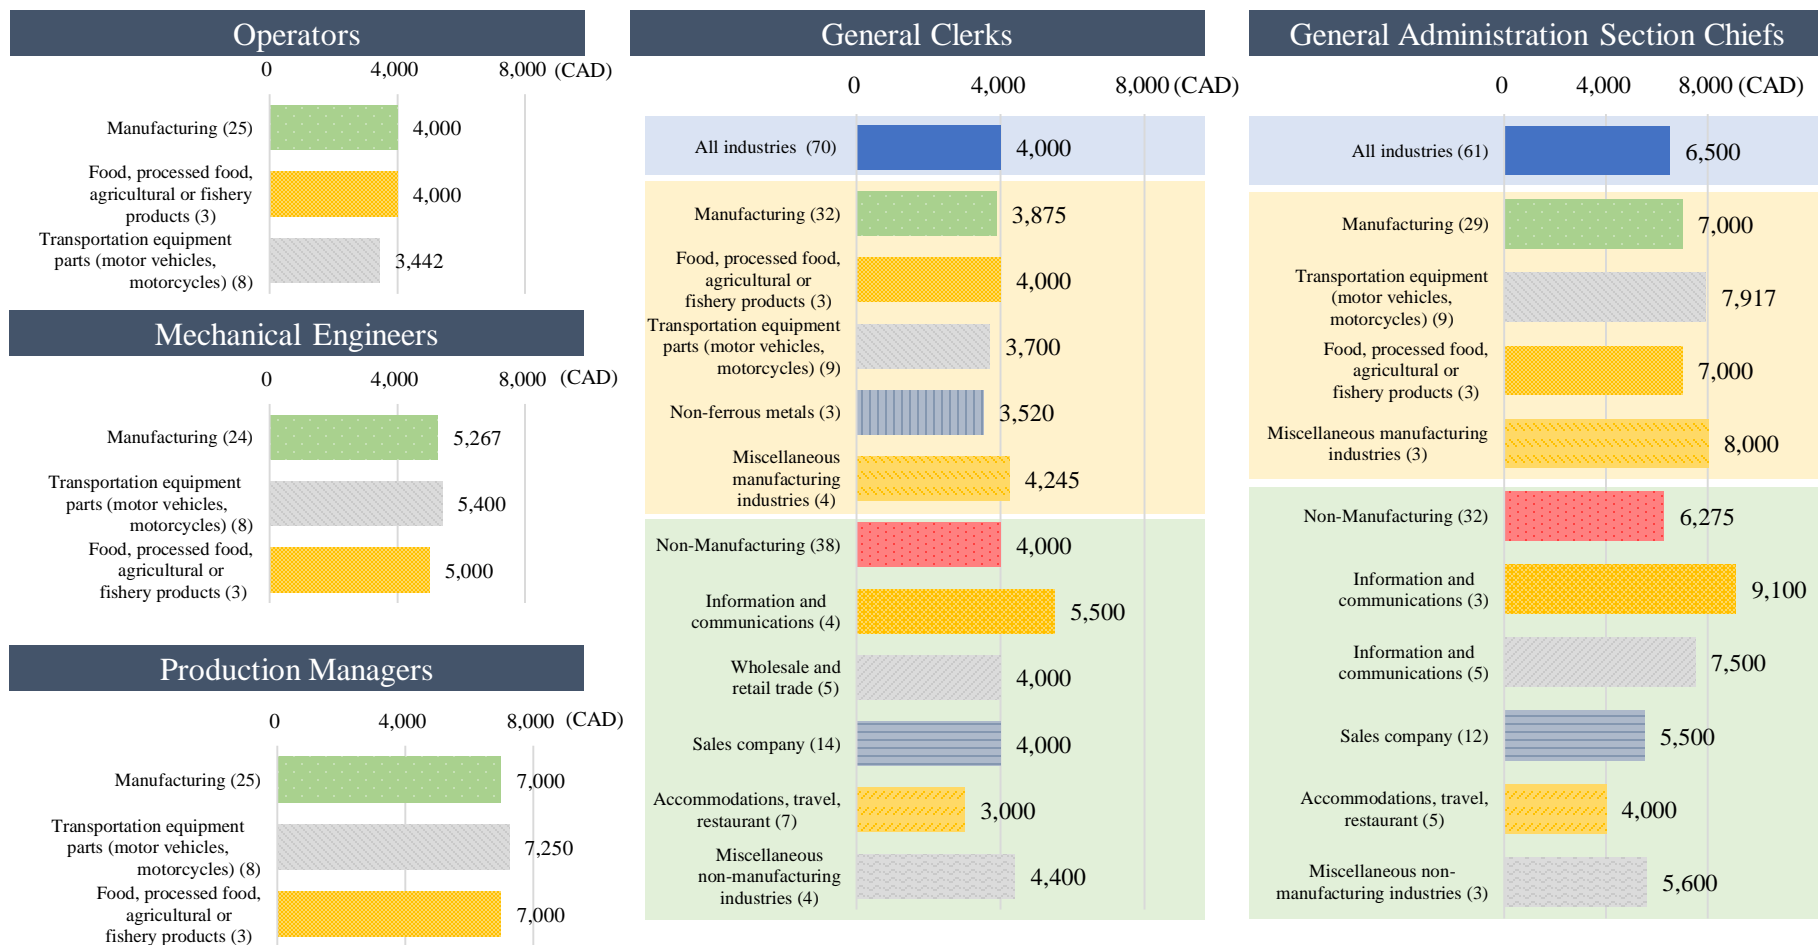 Operators
0 4,000 8,000 (CAD)
Manufacturing (25) 4,000
Food, processed food,
agricultural or fishery
products (3)
4,000
Transportation equipment
parts (motor vehicles,
motorcycles) (8)
3,442
Mechanical Engineers
0 4,000 8,000 (CAD)
Manufacturing (24) 5,267
Transportation equipment
parts (motor vehicles,
motorcycles) (8)
5,400
Food, processed food,
agricultural or
fishery products (3)
5,000
Production Managers
0 4,000 8,000 (CAD)
Manufacturing (25) 7,000
Transportation equipment
parts (motor vehicles,
motorcycles) (8)
7,250
Food, processed food,
agricultural or
fishery products (3)
7,000
General Clerks
0 4,000 8,000 (CAD)
All industries (70) 4,000
Manufacturing (32) 3,875
Food, processed food,
agricultural or
fishery products (3)
4,000
Transportation equipment
parts (motor vehicles,
motorcycles) (9)
3,700
Non-ferrous metals (3) 3,520
Miscellaneous
manufacturing
industries (4)
4,245
Non-Manufacturing (38) 4,000
Information and
communications (4)
5,500
Wholesale and
retail trade (5)
4,000
Sales company (14) 4,000
Accommodations, travel,
restaurant (7)
3,000
Miscellaneous
non-manufacturing
industries (4)
4,400
General Administration Section Chiefs
0 4,000 8,000 (CAD)
All industries (61) 6,500
Manufacturing (29) 7,000
Transportation equipment
(motor vehicles,
motorcycles) (9)
7,917
Food, processed food,
agricultural or
fishery products (3)
7,000
Miscellaneous manufacturing
industries (3)
8,000
Non-Manufacturing (32) 6,275
Information and
communications (3)
9,100
Information and
communications (5)
7,500
Sales company (12) 5,500
Accommodations, travel,
restaurant (5)
4,000
Miscellaneous non-
manufacturing industries (3)
5,600